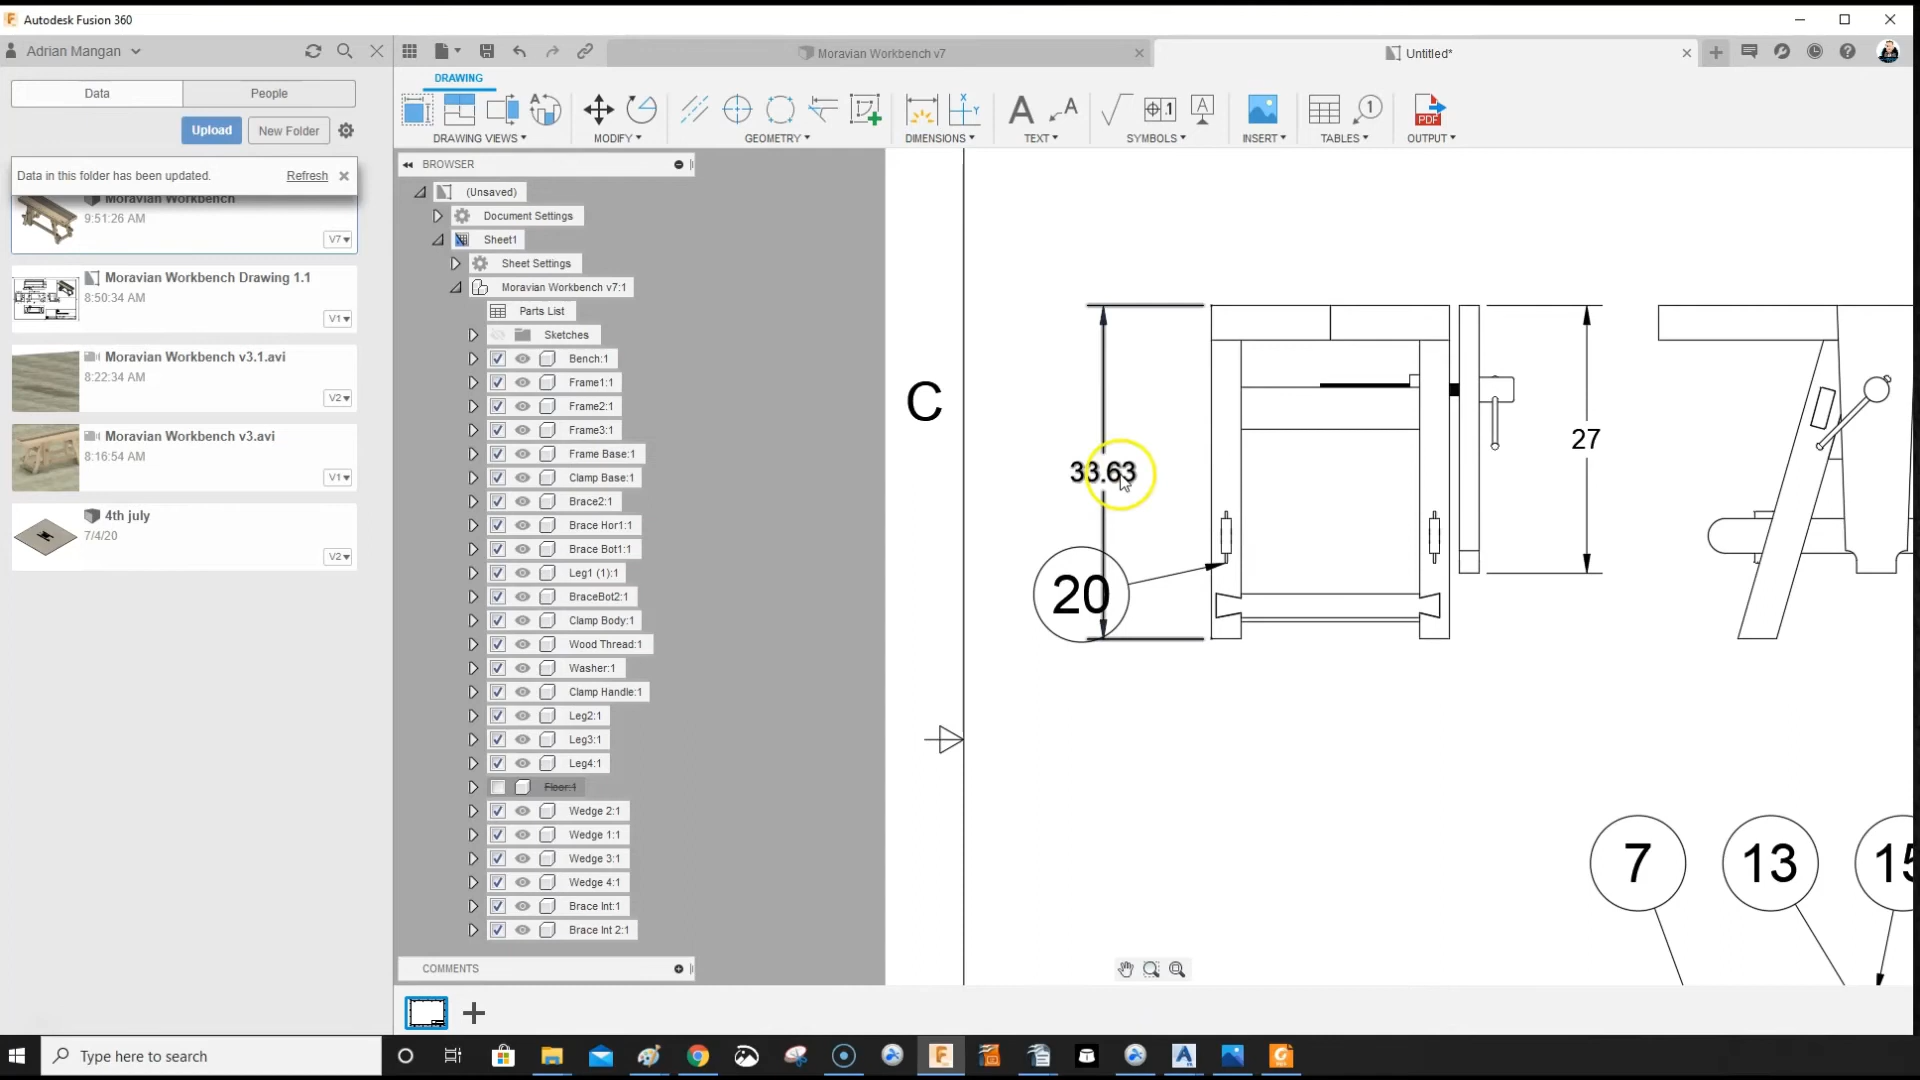 Autodesk Fusion 360
Adrian Mangan
Moravian Workbench v7
Untitled*
Data
People
Upload
New Folder
Data in this folder has been updated.
Refresh
Moravian Workbench
9:51:26 AM
V7
Moravian Workbench Drawing 1.1
8:50:34 AM
V1
Moravian Workbench v3.1.avi
8:22:34 AM
V2
Moravian Workbench v3.avi
8:16:54 AM
V1
4th july
7/4/20
V2
DRAWING
DRAWING VIEWS
MODIFY
GEOMETRY
DIMENSIONS
TEXT
SYMBOLS
INSERT
TABLES
OUTPUT
PDF
BROWSER
(Unsaved)
Document Settings
Sheet1
Sheet Settings
Moravian Workbench v7:1
Parts List
Sketches
Bench:1
Frame1:1
Frame2:1
Frame3:1
Frame Base:1
Clamp Base:1
Brace2:1
Brace Hor1:1
Brace Bot1:1
Leg1 (1):1
BraceBot2:1
Clamp Body:1
Wood Thread:1
Washer:1
Clamp Handle:1
Leg2:1
Leg3:1
Leg4:1
Floor:1
Wedge 2:1
Wedge 1:1
Wedge 3:1
Wedge 4:1
Brace Int:1
Brace Int 2:1
COMMENTS
C
33.63
27
20
7
13
15
Type here to search